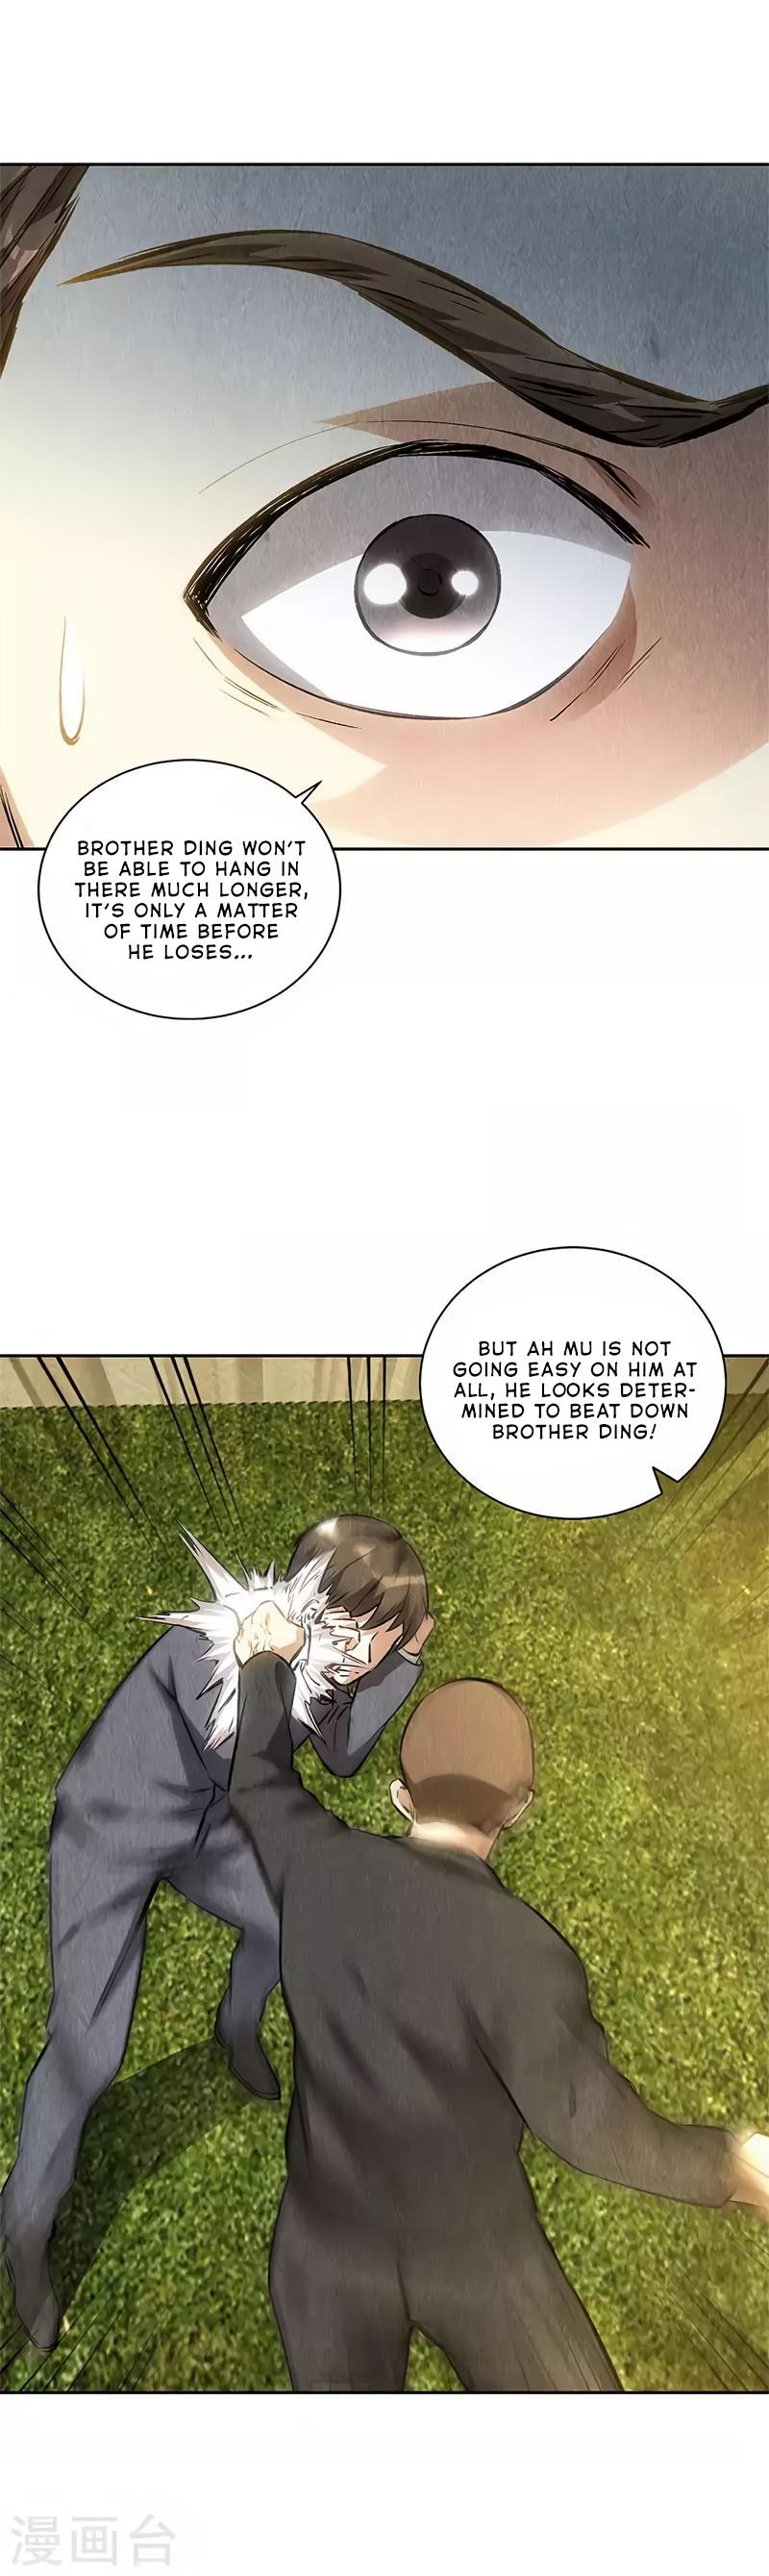 BROTHER DING WON'T
BE ABLE TO HANG IN
THERE MUCH LONGER,
IT'S ONLY A MATTER
OF TIME BEFORE
HE LOSES...
BUT AH MU IS NOT
GOING EASY ON HIM AT
ALL, HE LOOKS DETER-
MINED TO BEAT DOWN
BROTHER DING!
漫画台